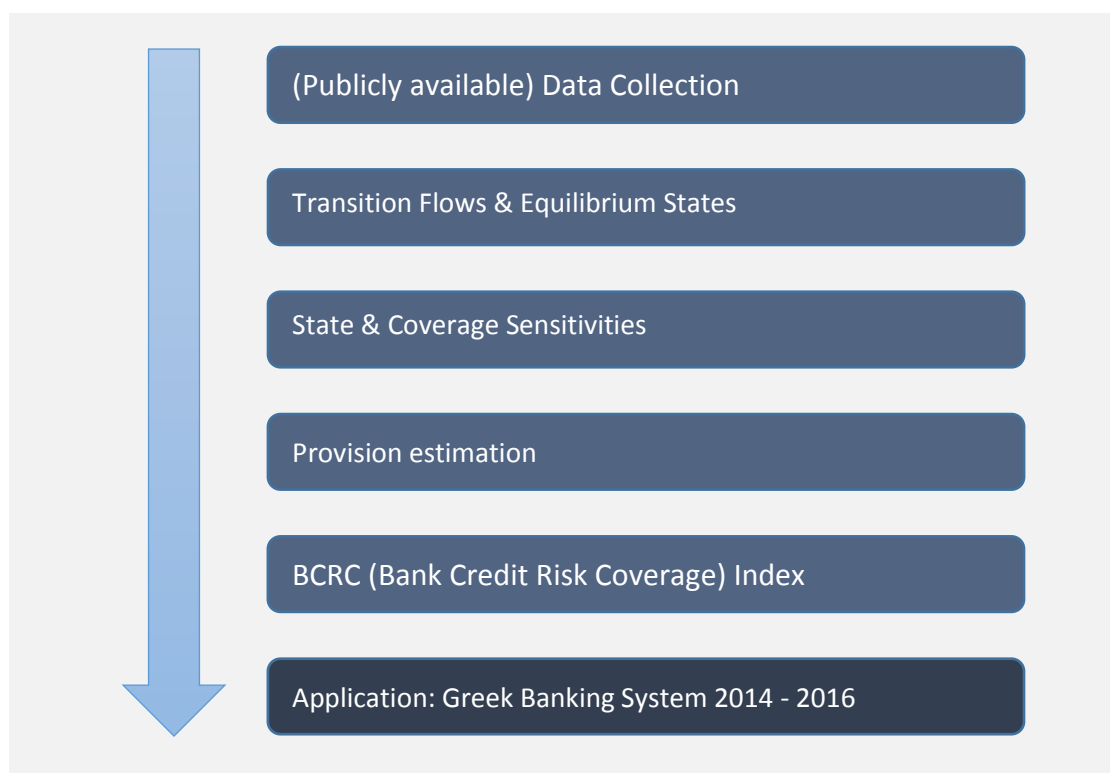 (Publicly available) Data Collection
Transition Flows & Equilibrium States
State & Coverage Sensitivities
Provision estimation
BCRC (Bank Credit Risk Coverage) Index
Application: Greek Banking System 2014 - 2016